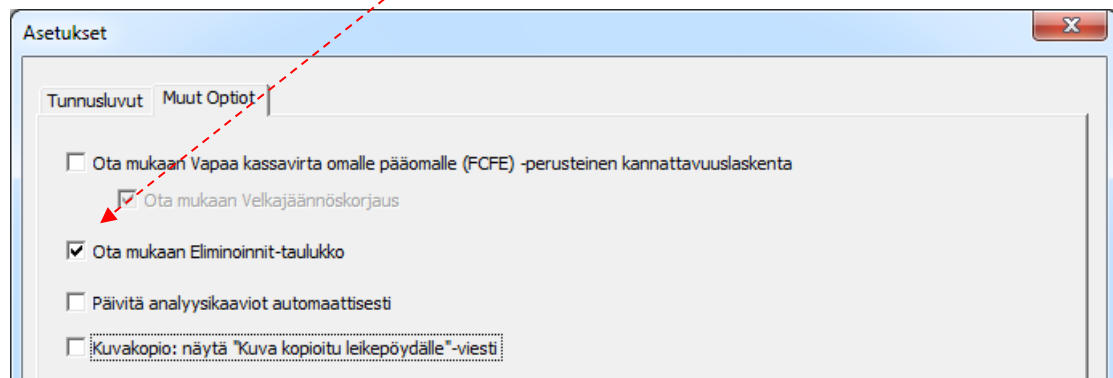 Asetukset
Tunnusluvut Muut Optiot
Ota mukaan Vapaa kassavirta omalle pääomalle (FCFE) -perusteinen kannattavuuslaskenta
Ota mukaan Velkajäännöskorjaus
Ota mukaan Eliminoinnit-taulukko
Päivitä analyysikaaviot automaattisesti
Kuvakopio: näytä "Kuva kopioitu leikepöydälle"-viesti